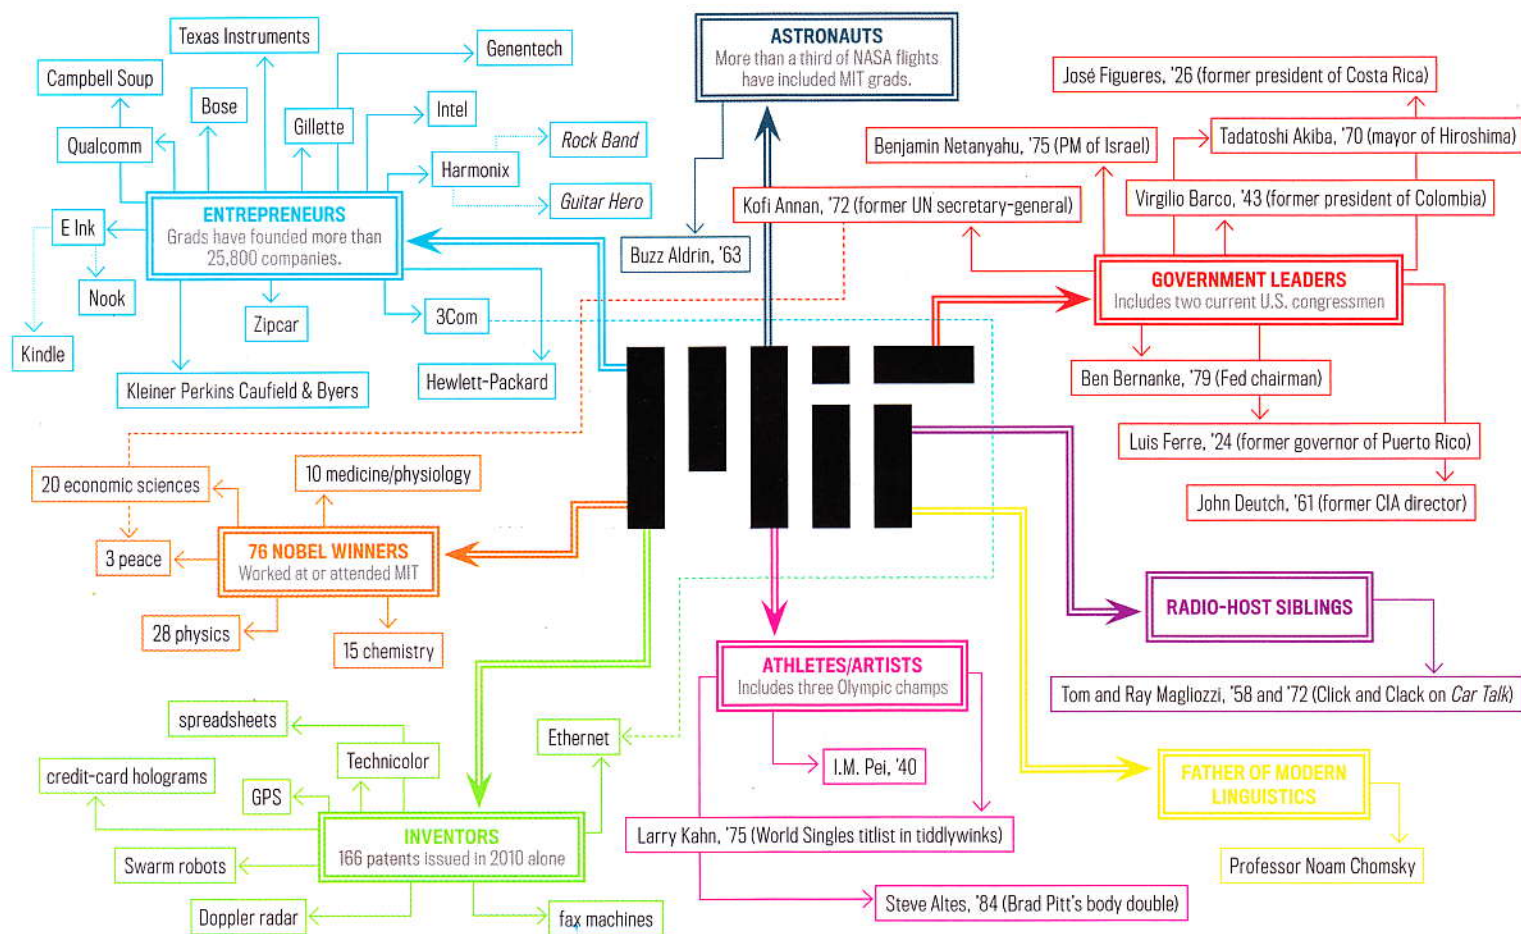 Texas Instruments
Genentech
Campbell Soup
Bose
Gillette
Intel
Qualcomm
Harmonix
Rock Band
Guitar Hero
ENTREPRENEURS
Grads have founded more than
25,800 companies.
E Ink
Nook
Kindle
Zipcar
3Com
Kleiner Perkins Caufield & Byers
Hewlett-Packard
ASTRONAUTS
More than a third of NASA flights
have included MIT grads.
Buzz Aldrin, '63
José Figueres, '26 (former president of Costa Rica)
Tadatoshi Akiba, '70 (mayor of Hiroshima)
Benjamin Netanyahu, '75 (PM of Israel)
Virgilio Barco, '43 (former president of Colombia)
Kofi Annan, '72 (former UN secretary-general)
GOVERNMENT LEADERS
Includes two current U.S. congressmen
Ben Bernanke, '79 (Fed chairman)
Luis Ferre, '24 (former governor of Puerto Rico)
John Deutch, '61 (former CIA director)
MIT
20 economic sciences
10 medicine/physiology
3 peace
76 NOBEL WINNERS
Worked at or attended MIT
28 physics
15 chemistry
RADIO-HOST SIBLINGS
Tom and Ray Magliozzi, '58 and '72 (Click and Clack on Car Talk)
ATHLETES/ARTISTS
Includes three Olympic champs
I.M. Pei, '40
Larry Kahn, '75 (World Singles titlist in tiddlywinks)
Steve Altes, '84 (Brad Pitt's body double)
FATHER OF MODERN
LINGUISTICS
Professor Noam Chomsky
spreadsheets
Ethernet
credit-card holograms
Technicolor
GPS
INVENTORS
166 patents issued in 2010 alone
Swarm robots
Doppler radar
fax machines